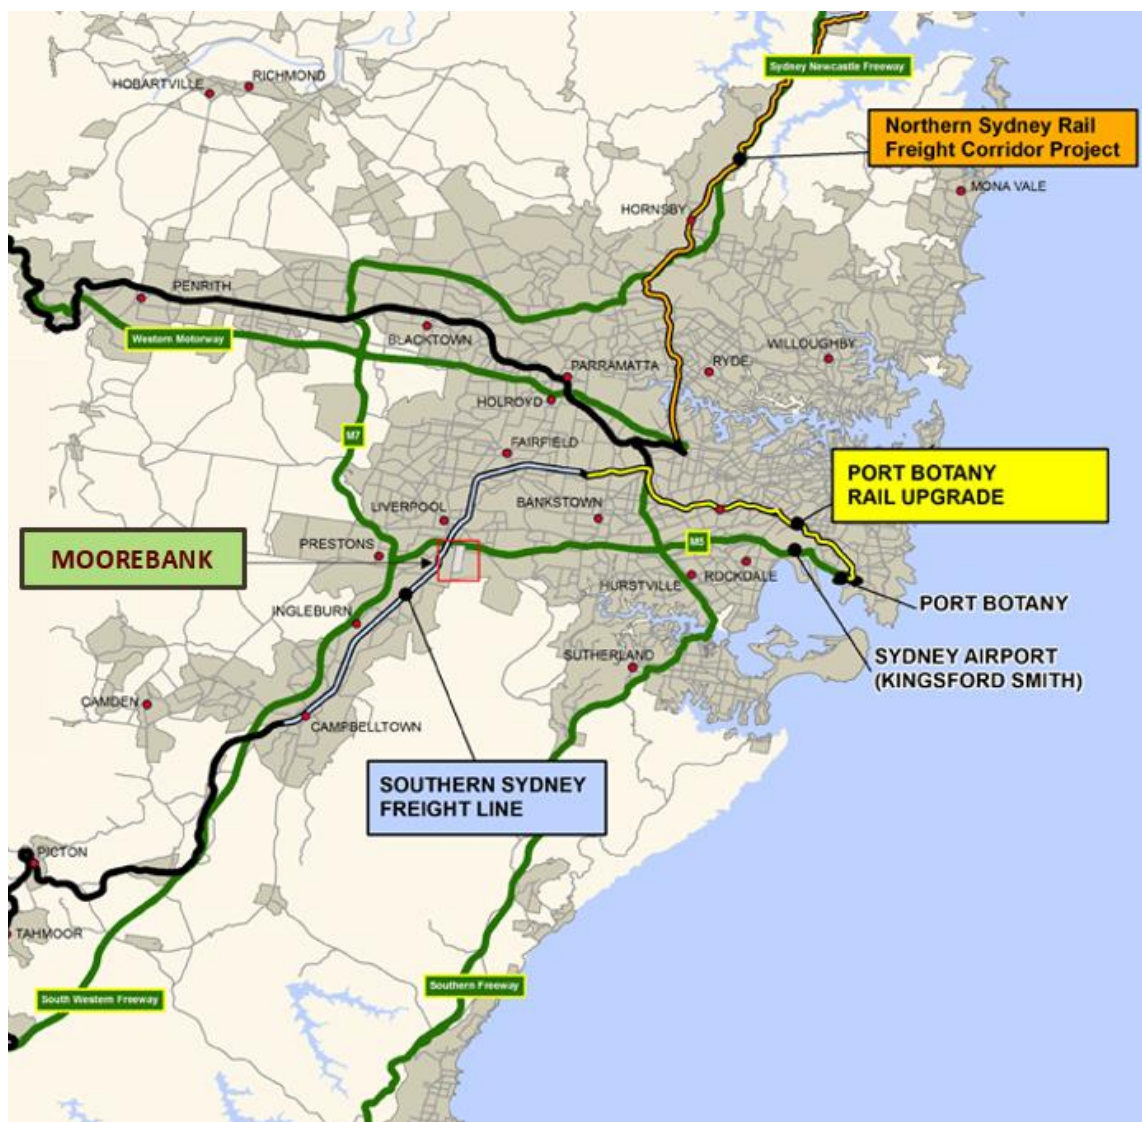 Sydney Newcastle Freeway
RICHMOND
HOBARTVILLE
Northern Sydney Rail
Freight Corridor Project
MONA VALE
HORNSBY
PENRITH
Western Motorway
BLACKTOWN
WILLOUGHBY
PARRAMATTA
RYDE
HOLROYD
M7
FAIRFIELD
PORT BOTANY
RAIL UPGRADE
LIVERPOOL
BANKSTOWN
PRESTONS
M5
MOOREBANK
HURSTVILLE
ROCKDALE
INGLEBURN
PORT BOTANY
SUTHERLAND
SYDNEY AIRPORT
(KINGSFORD SMITH)
CAMDEN
CAMPBELLTOWN
SOUTHERN SYDNEY
FREIGHT LINE
PICTON
TAHMOOR
Southern Freeway
South Western Freeway